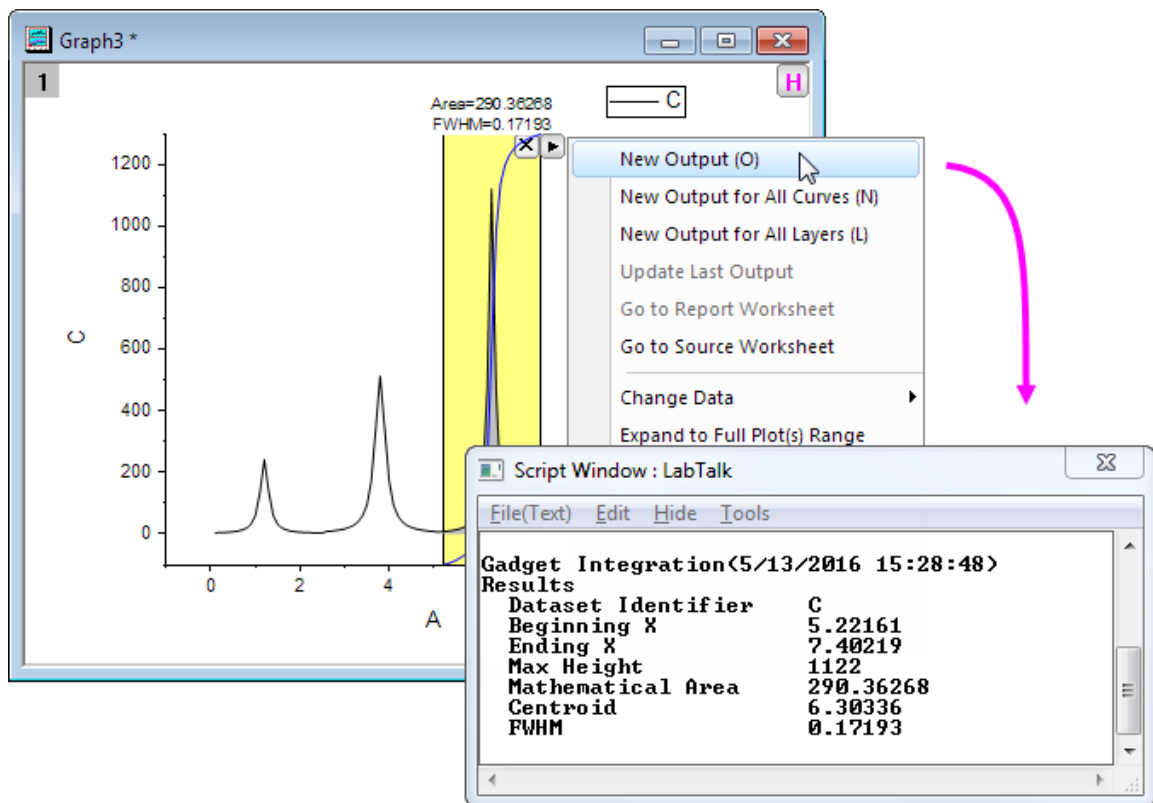 Graph3 *
1
H
Area=290.36268
FWHM=0.17193
C
1200
1000
800
600
400
200
0
C
0
2
4
A
New Output (O)
New Output for All Curves (N)
New Output for All Layers (L)
Update Last Output
Go to Report Worksheet
Go to Source Worksheet
Change Data
Expand to Full Plot(s) Range
Script Window : LabTalk
File(Text) Edit Hide Tools
Gadget Integration(5/13/2016 15:28:48)
Results
Dataset Identifier C
Beginning X 5.22161
Ending X 7.40219
Max Height 1122
Mathematical Area 290.36268
Centroid 6.30336
FWHM 0.17193